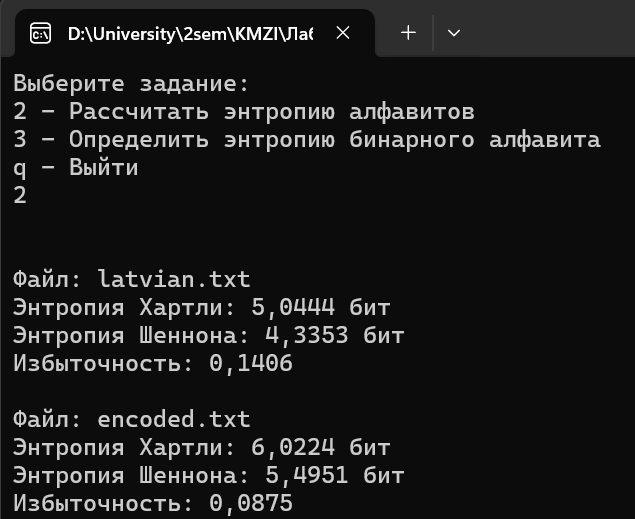 D:\University\2sem\KMZI\Лаб
Выберите задание:
2 - Рассчитать энтропию алфавитов
3 - Определить энтропию бинарного алфавита
q - Выйти
2
Файл: latvian.txt
Энтропия Хартли: 5,0444 бит
Энтропия Шеннона: 4,3353 бит
Избыточность: 0,1406
Файл: encoded.txt
Энтропия Хартли: 6,0224 бит
Энтропия Шеннона: 5,4951 бит
Избыточность: 0,0875